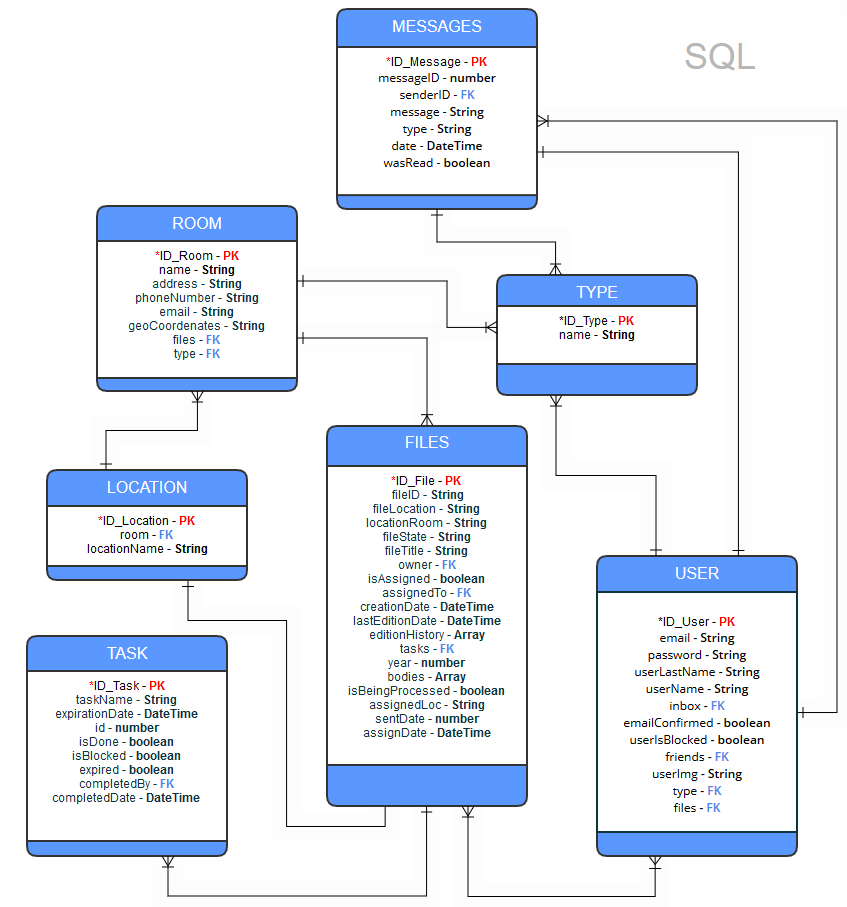 MESSAGES
*ID_Message - PK
messageID - number
senderID - FK
message - String
type - String
date - DateTime
wasRead - boolean
SQL
ROOM
*ID_Room - PK
name - String
address - String
phoneNumber - String
email - String
geoCoordenates - String
files - FK
type - FK
TYPE
*ID_Type - PK
name - String
LOCATION
*ID_Location - PK
room - FK
locationName - String
FILES
*ID_File - PK
fileID - String
fileLocation - String
locationRoom - String
fileState - String
fileTitle - String
owner - FK
isAssigned - boolean
assignedTo - FK
creationDate - DateTime
lastEditionDate - DateTime
editionHistory - Array
tasks - FK
year - number
bodies - Array
isBeingProcessed - boolean
assignedLoc - String
sentDate - number
assignDate - DateTime
USER
*ID_User - PK
email - String
password - String
userLastName - String
userName - String
inbox - FK
emailConfirmed - boolean
userIsBlocked - boolean
friends - FK
userImg - String
type - FK
files - FK
TASK
*ID_Task - PK
taskName - String
expirationDate - DateTime
id - number
isDone - boolean
isBlocked - boolean
expired - boolean
completedBy - FK
completedDate - DateTime